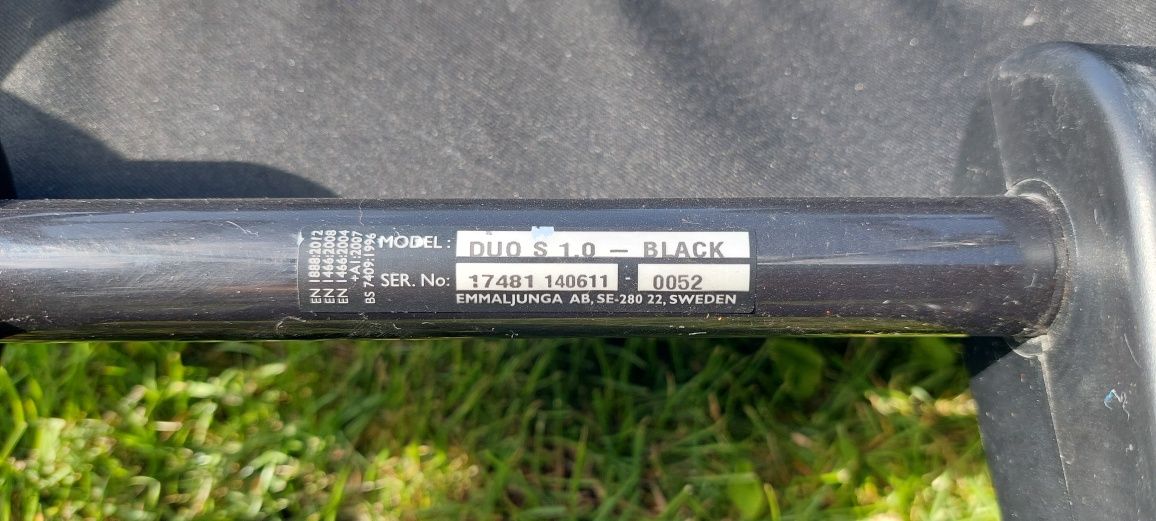 EN 1888:2012
EN 1466:2008
EN 1466:2004
+A1:2007
BS 7409:1996
MODEL: DUO S 1.0 — BLACK
SER. No: 17481 140611 - 0052
EMMALJUNGA AB, SE-280 22, SWEDEN